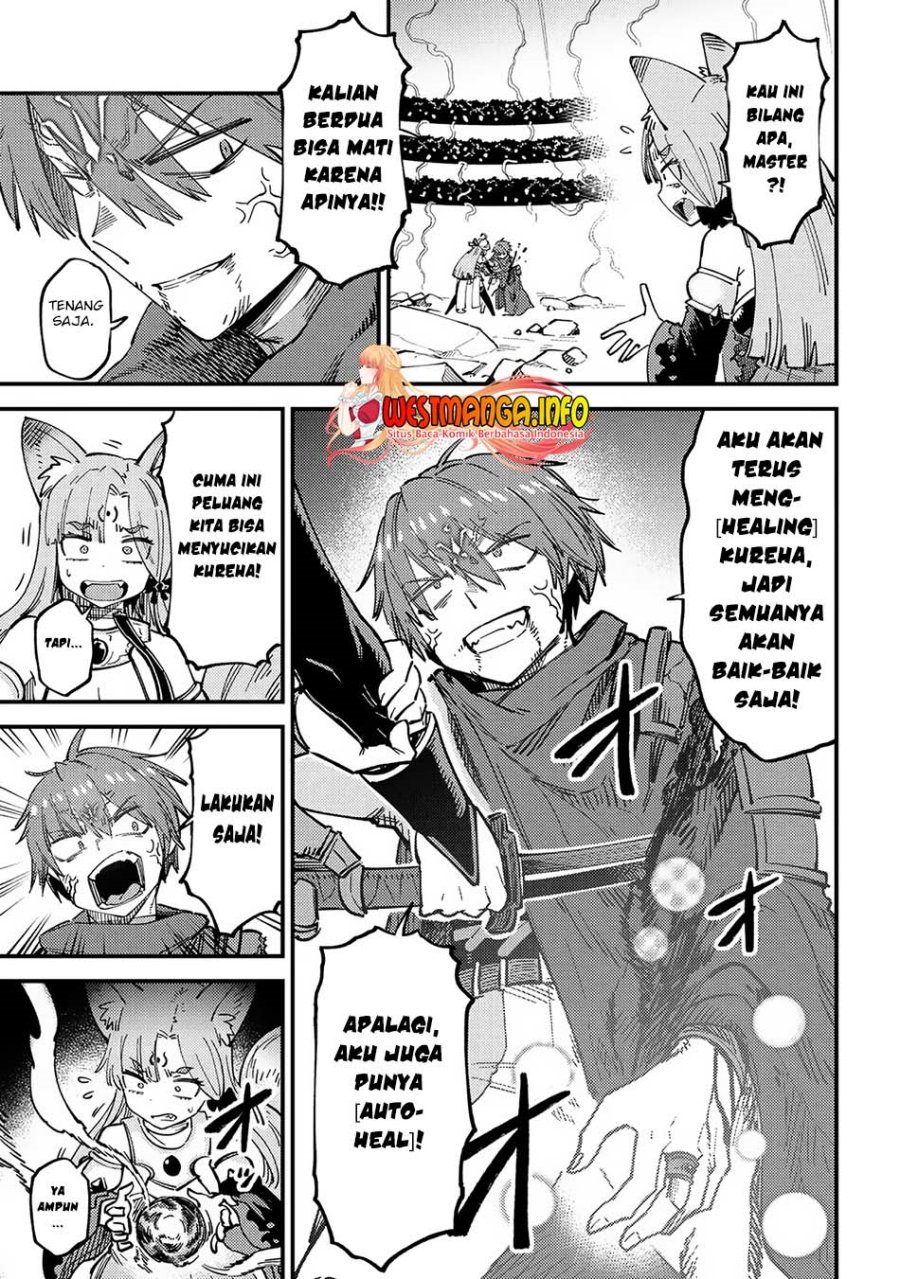 KAU INI
BILANG
APA,
MASTER
?!
KALIAN
BERDUA
BISA MATI
KARENA
APINYA!!
TENANG
SAJA.
WESTMANGA.INFO
Situs Baca Komik Berbahasa Indonesia
AKU AKAN
TERUS
MENG-
[HEALING]
KUREHA,
JADI
SEMUANYA
AKAN
BAIK-BAIK
SAJA!
APALAGI,
AKU JUGA
PUNYA
[AUTO-
HEAL]!
CUMA INI
PELUANG
KITA BISA
MENYUCIKAN
KUREHA!
TAPI...
LAKUKAN
SAJA!
YA
AMPUN
...